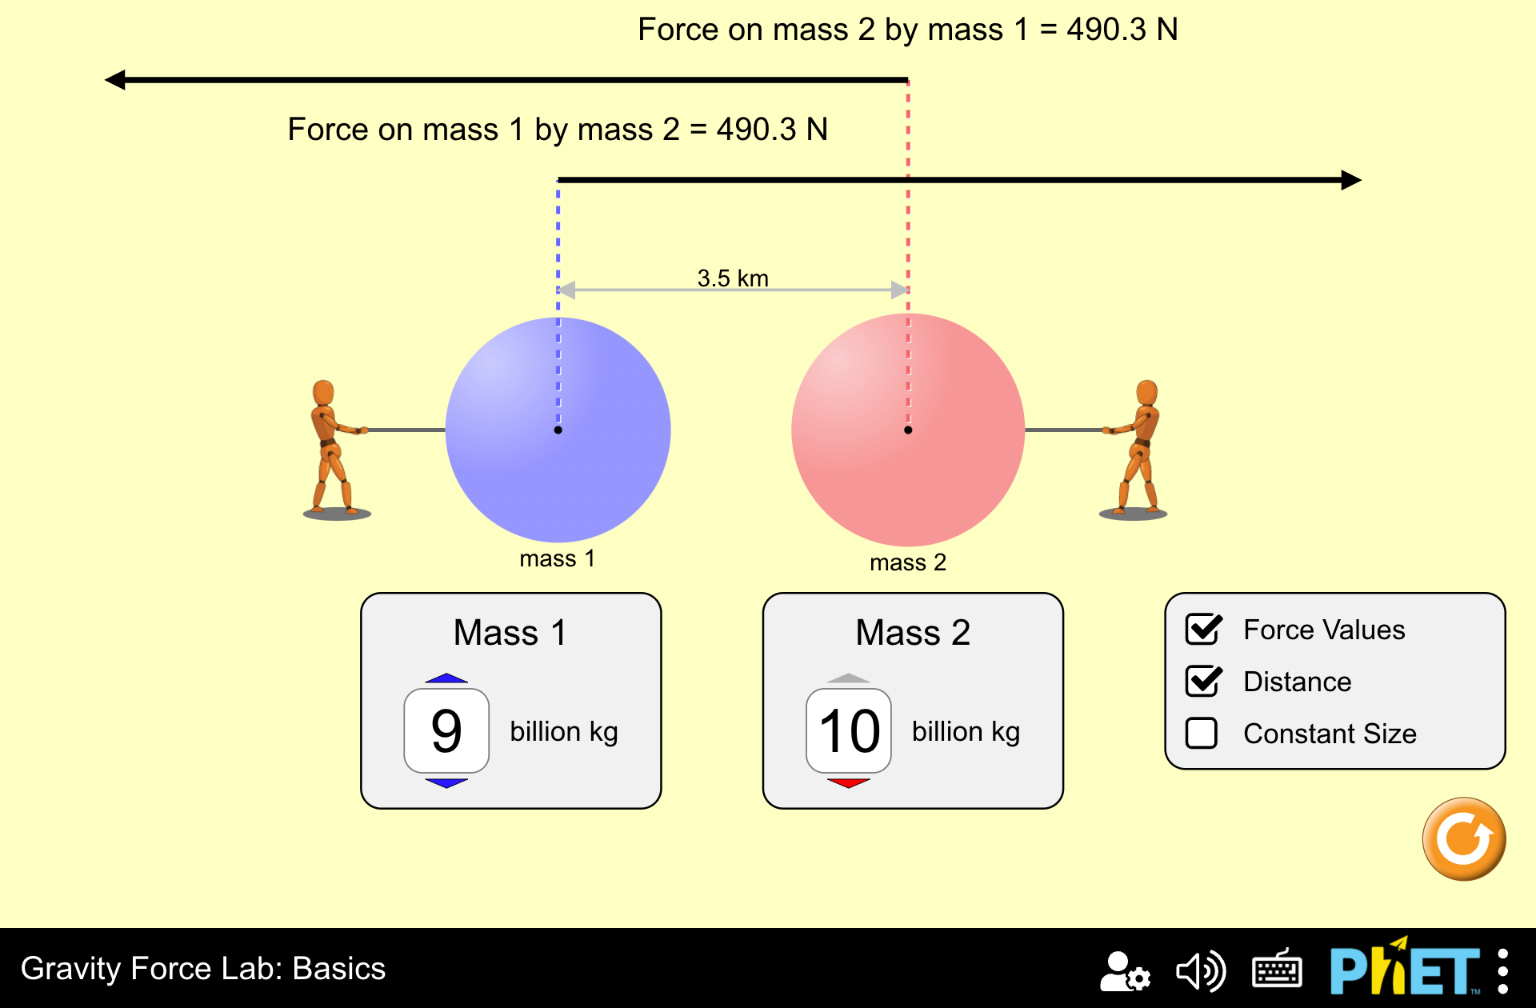 Force on mass 2 by mass 1 = 490.3 N
Force on mass 1 by mass 2 = 490.3 N
3.5 km
mass 1
mass 2
Mass 1
9 billion kg
Mass 2
10 billion kg
Force Values
Distance
Constant Size
Gravity Force Lab: Basics
PhET™